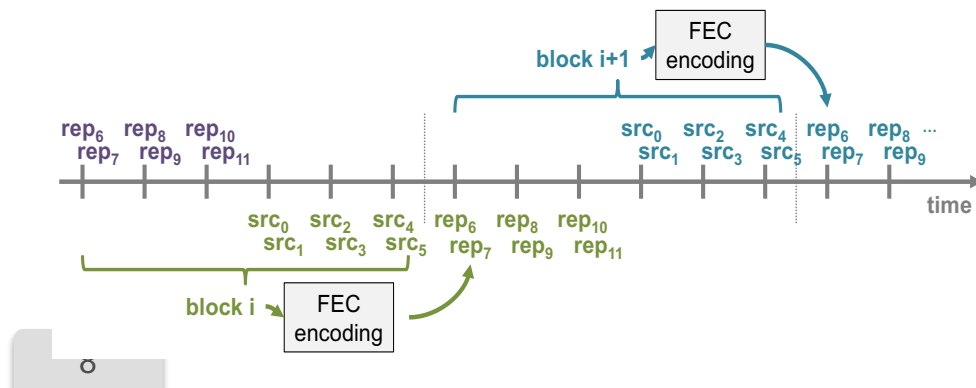 FEC
encoding
block i+1
rep₆ rep₈ rep₁₀ src₀ src₂ src₄ rep₆ rep₈ ...
rep₇ rep₉ rep₁₁ src₁ src₃ src₅ rep₇ rep₉
time
src₀ src₂ src₄ rep₆ rep₈ rep₁₀
src₁ src₃ src₅ rep₇ rep₉ rep₁₁
block i
FEC
encoding
8